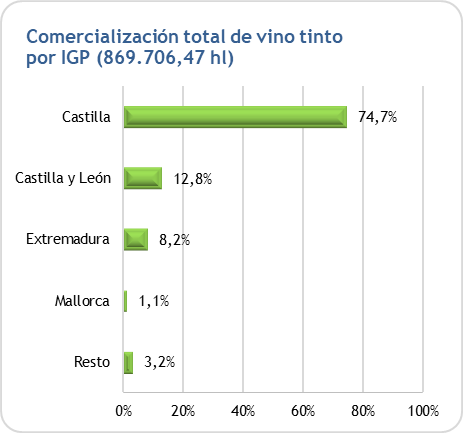 Comercialización total de vino tinto
por IGP (869.706,47 hl)
Castilla 74,7%
Castilla y León 12,8%
Extremadura 8,2%
Mallorca 1,1%
Resto 3,2%
0% 20% 40% 60% 80% 100%